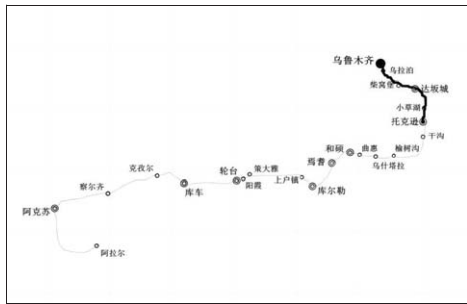 乌鲁木齐
乌拉泊
柴窝堡
达坂城
小草湖
托克逊
干沟
和硕
曲惠
榆树沟
乌什塔拉
焉耆
克孜尔
轮台
策大雅
上户镇
察尔齐
库车
阳霞
库尔勒
阿克苏
阿拉尔